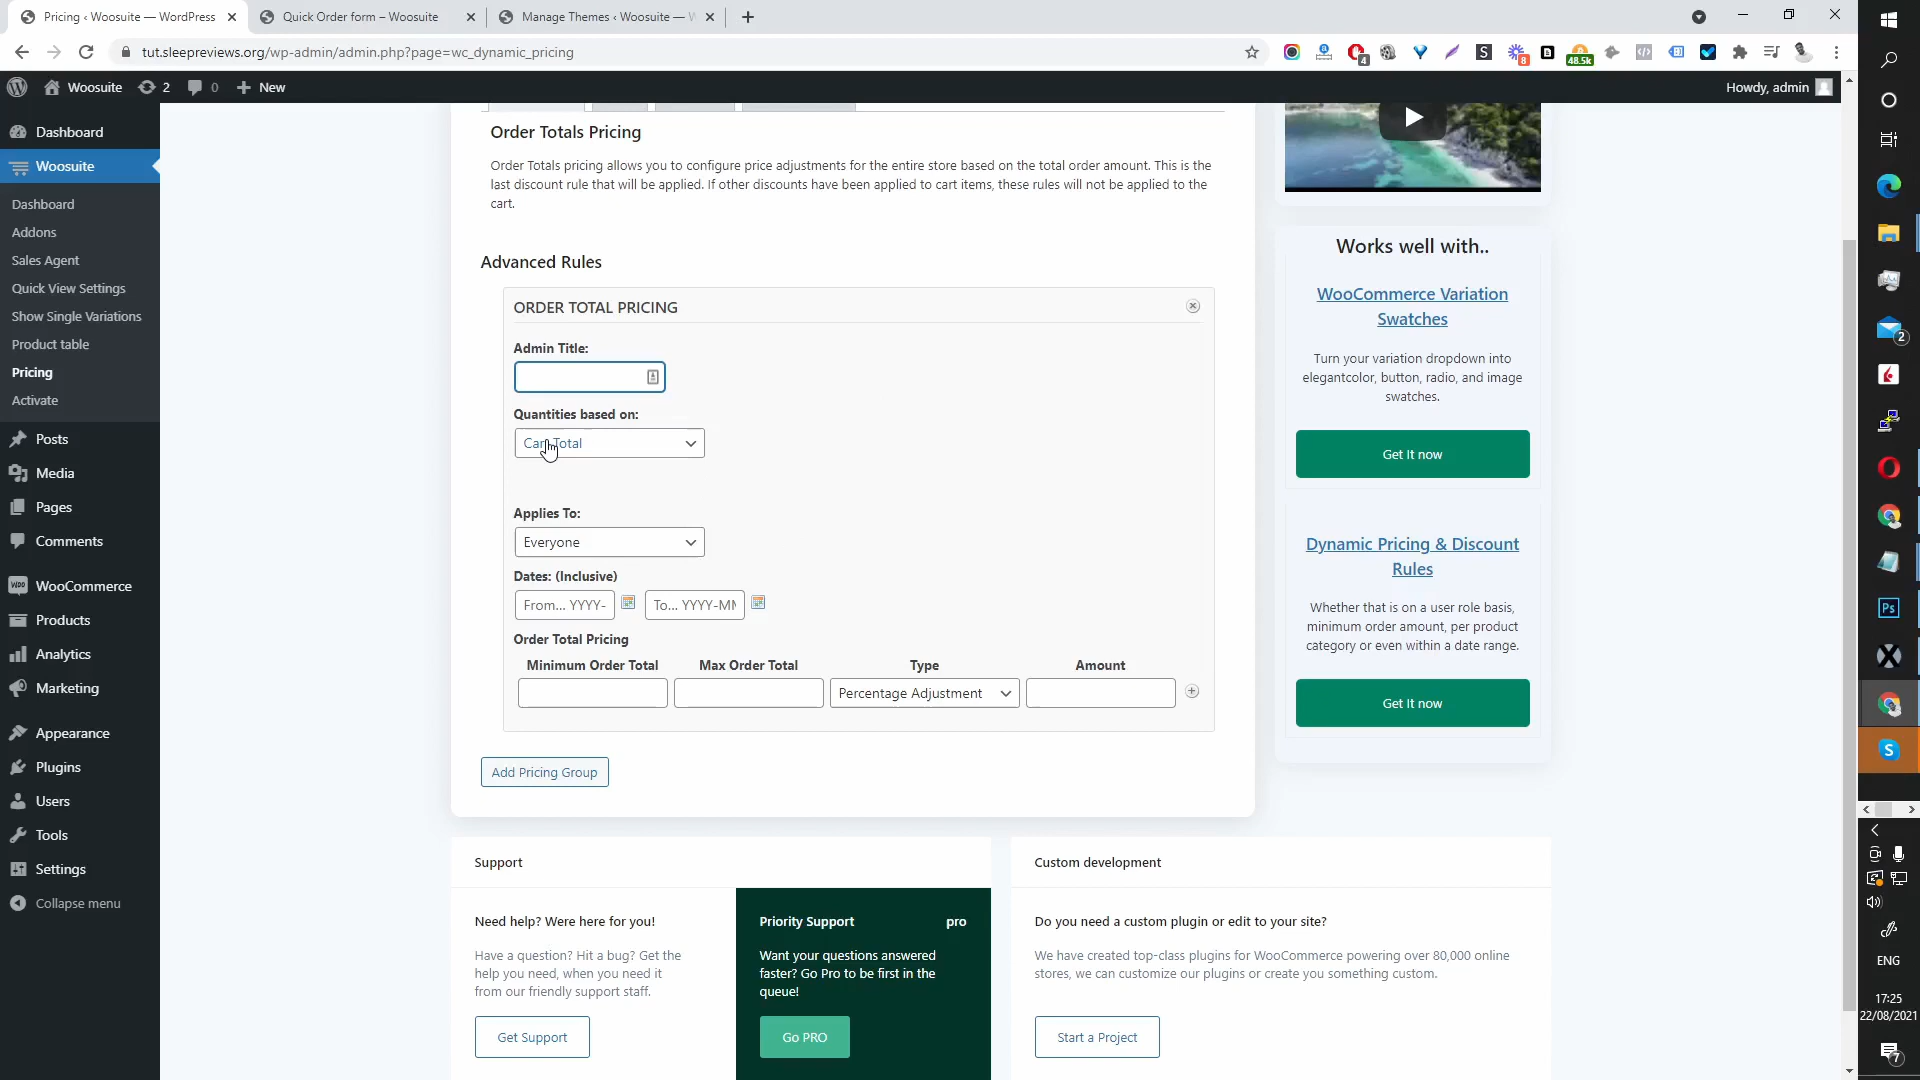 Pricing ‹ Woosuite — WordPress
Quick Order form – Woosuite
Manage Themes ‹ Woosuite — W
tut.sleepreviews.org/wp-admin/admin.php?page=wc_dynamic_pricing
4
8
48.5k
Woosuite
2
0
New
Howdy, admin
Dashboard
Woosuite
Dashboard
Addons
Sales Agent
Quick View Settings
Show Single Variations
Product table
Pricing
Activate
Posts
Media
Pages
Comments
WooCommerce
Products
Analytics
Marketing
Appearance
Plugins
Users
Tools
Settings
Collapse menu
Order Totals Pricing
Order Totals pricing allows you to configure price adjustments for the entire store based on the total order amount. This is the
last discount rule that will be applied. If other discounts have been applied to cart items, these rules will not be applied to the
cart.
Advanced Rules
ORDER TOTAL PRICING
Admin Title:
Quantities based on:
Cart Total
Applies To:
Everyone
Dates: (Inclusive)
From... YYYY-
To... YYYY-MM
Order Total Pricing
Minimum Order Total
Max Order Total
Type
Amount
Percentage Adjustment
Add Pricing Group
Works well with..
WooCommerce Variation
Swatches
Turn your variation dropdown into
elegantcolor, button, radio, and image
swatches.
Get It now
Dynamic Pricing & Discount
Rules
Whether that is on a user role basis,
minimum order amount, per product
category or even within a date range.
Get It now
Support
Need help? Were here for you!
Have a question? Hit a bug? Get the
help you need, when you need it
from our friendly support staff.
Get Support
Priority Support
pro
Want your questions answered
faster? Go Pro to be first in the
queue!
Go PRO
Custom development
Do you need a custom plugin or edit to your site?
We have created top-class plugins for WooCommerce powering over 80,000 online
stores, we can customize our plugins or create you something custom.
Start a Project
2
Ps
S
ENG
17:25
22/08/2021
7